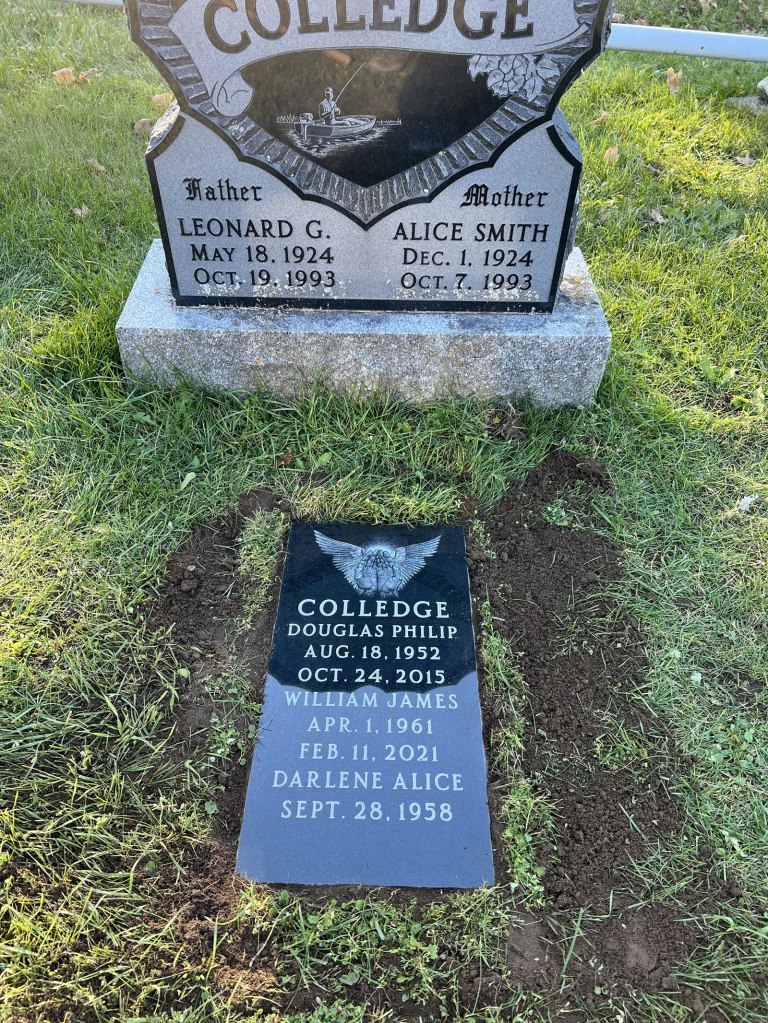 COLLEDGE
Father
LEONARD G.
MAY 18, 1924
OCT. 19, 1993
Mother
ALICE SMITH
DEC. 1, 1924
OCT. 7, 1993
COLLEDGE
DOUGLAS PHILIP
AUG. 18, 1952
OCT. 24, 2015
WILLIAM JAMES
APR. 1, 1961
FEB. 11, 2021
DARLENE ALICE
SEPT. 28, 1958